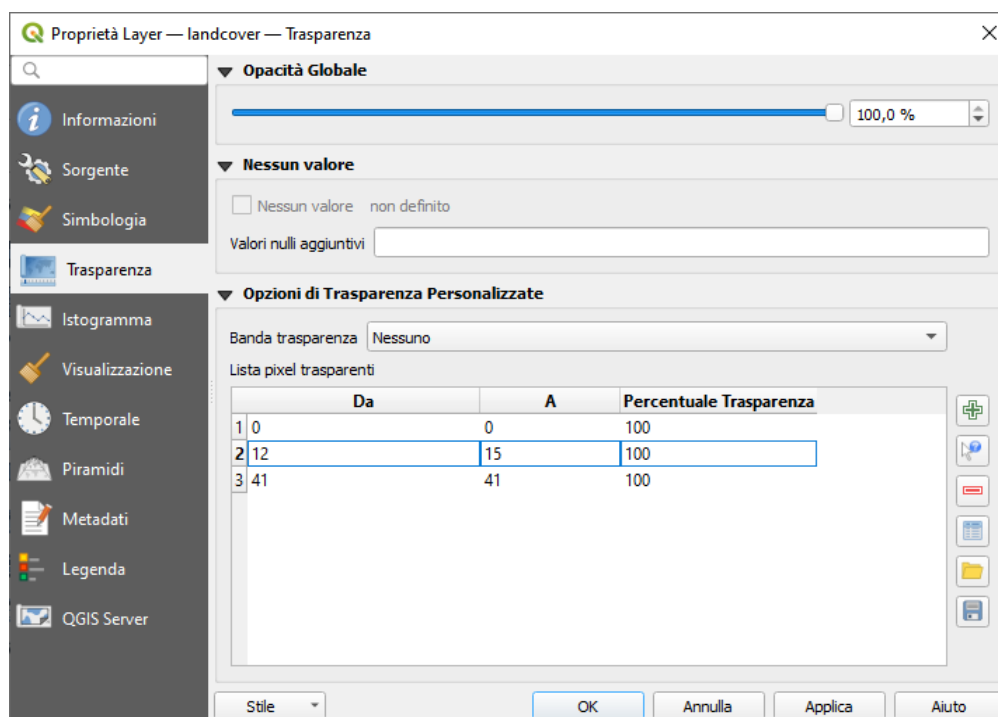 Proprietà Layer — landcover — Trasparenza
Informazioni
Sorgente
Simbologia
Trasparenza
Istogramma
Visualizzazione
Temporale
Piramidi
Metadati
Legenda
QGIS Server
Opacità Globale
100,0 %
Nessun valore
Nessun valore non definito
Valori nulli aggiuntivi
Opzioni di Trasparenza Personalizzate
Banda trasparenza Nessuno
Lista pixel trasparenti
Da A Percentuale Trasparenza
1 0 0 100
2 12 15 100
3 41 41 100
Stile OK Annulla Applica Aiuto